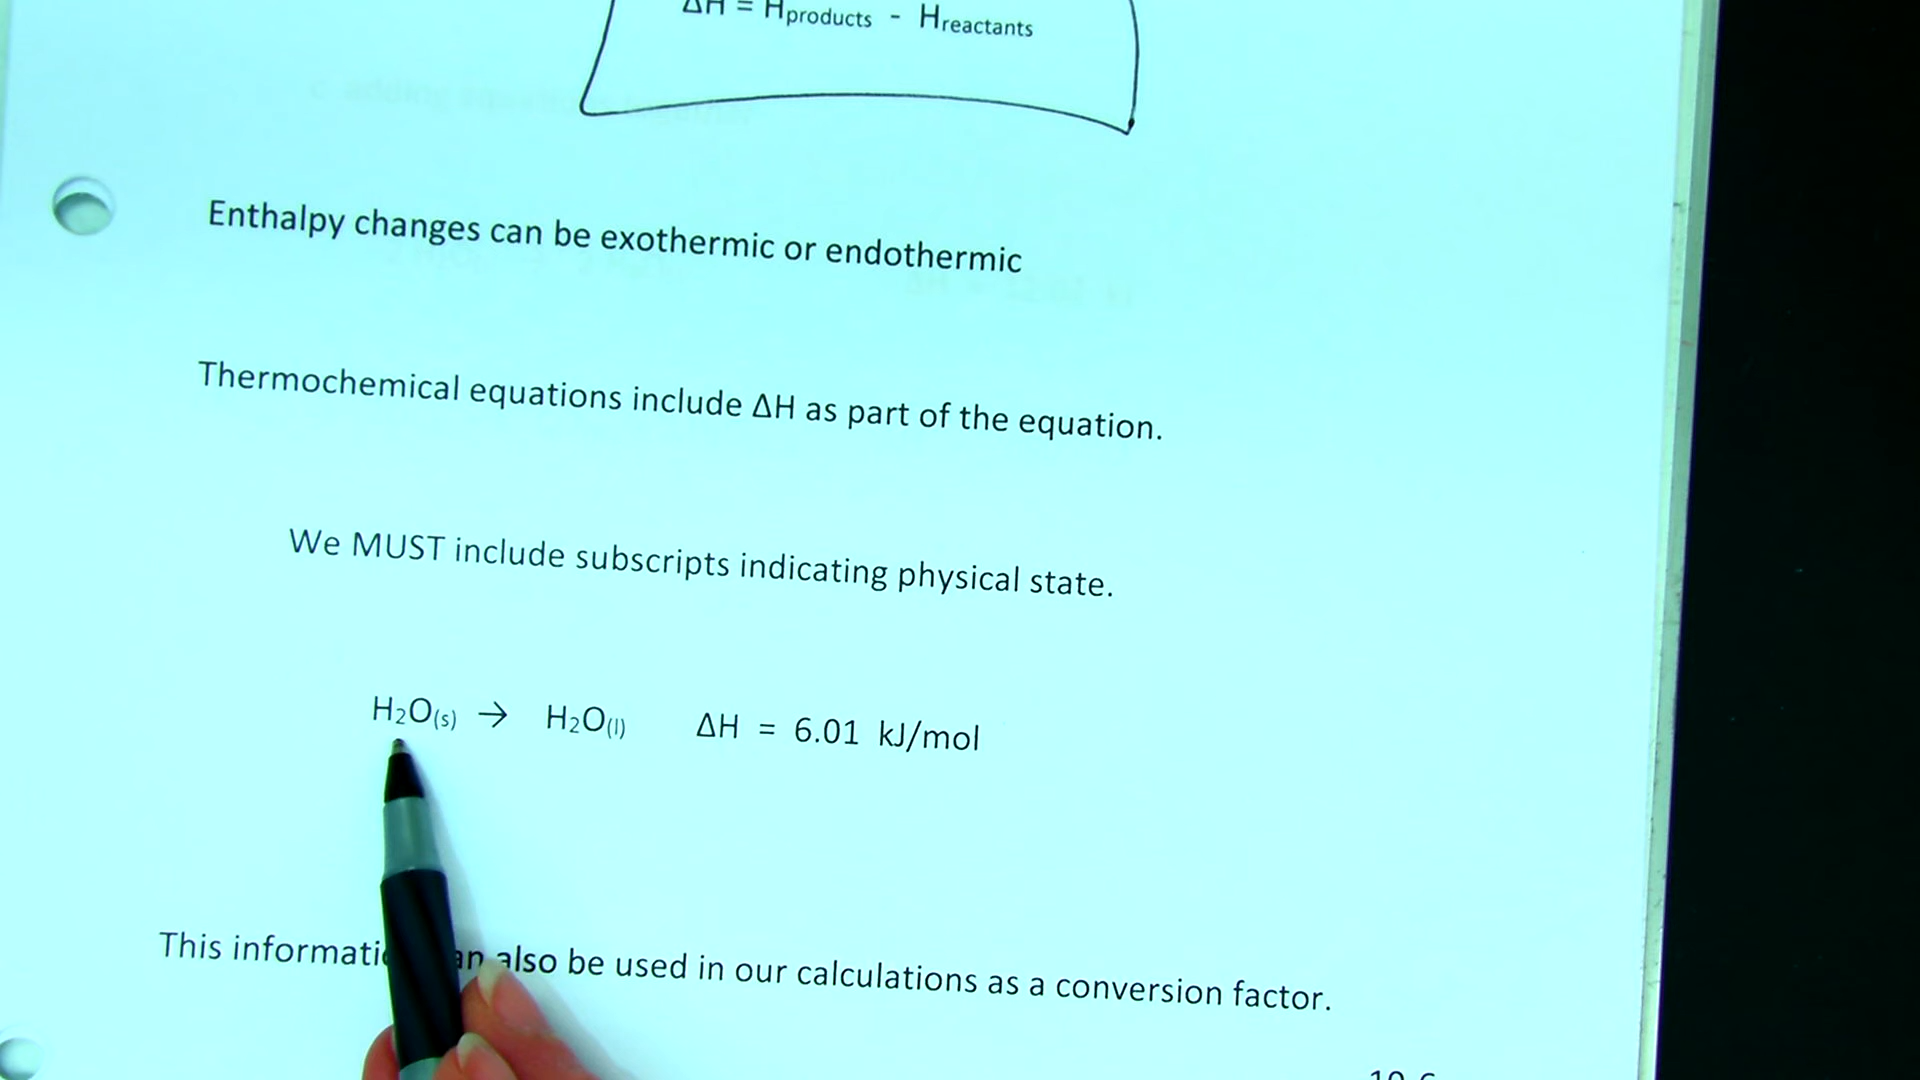 ΔH = Hproducts - Hreactants
Enthalpy changes can be exothermic or endothermic
Thermochemical equations include ΔH as part of the equation.
We MUST include subscripts indicating physical state.
H₂O(s) → H₂O(l) ΔH = 6.01 kJ/mol
This also be used in our calculations as a conversion factor.